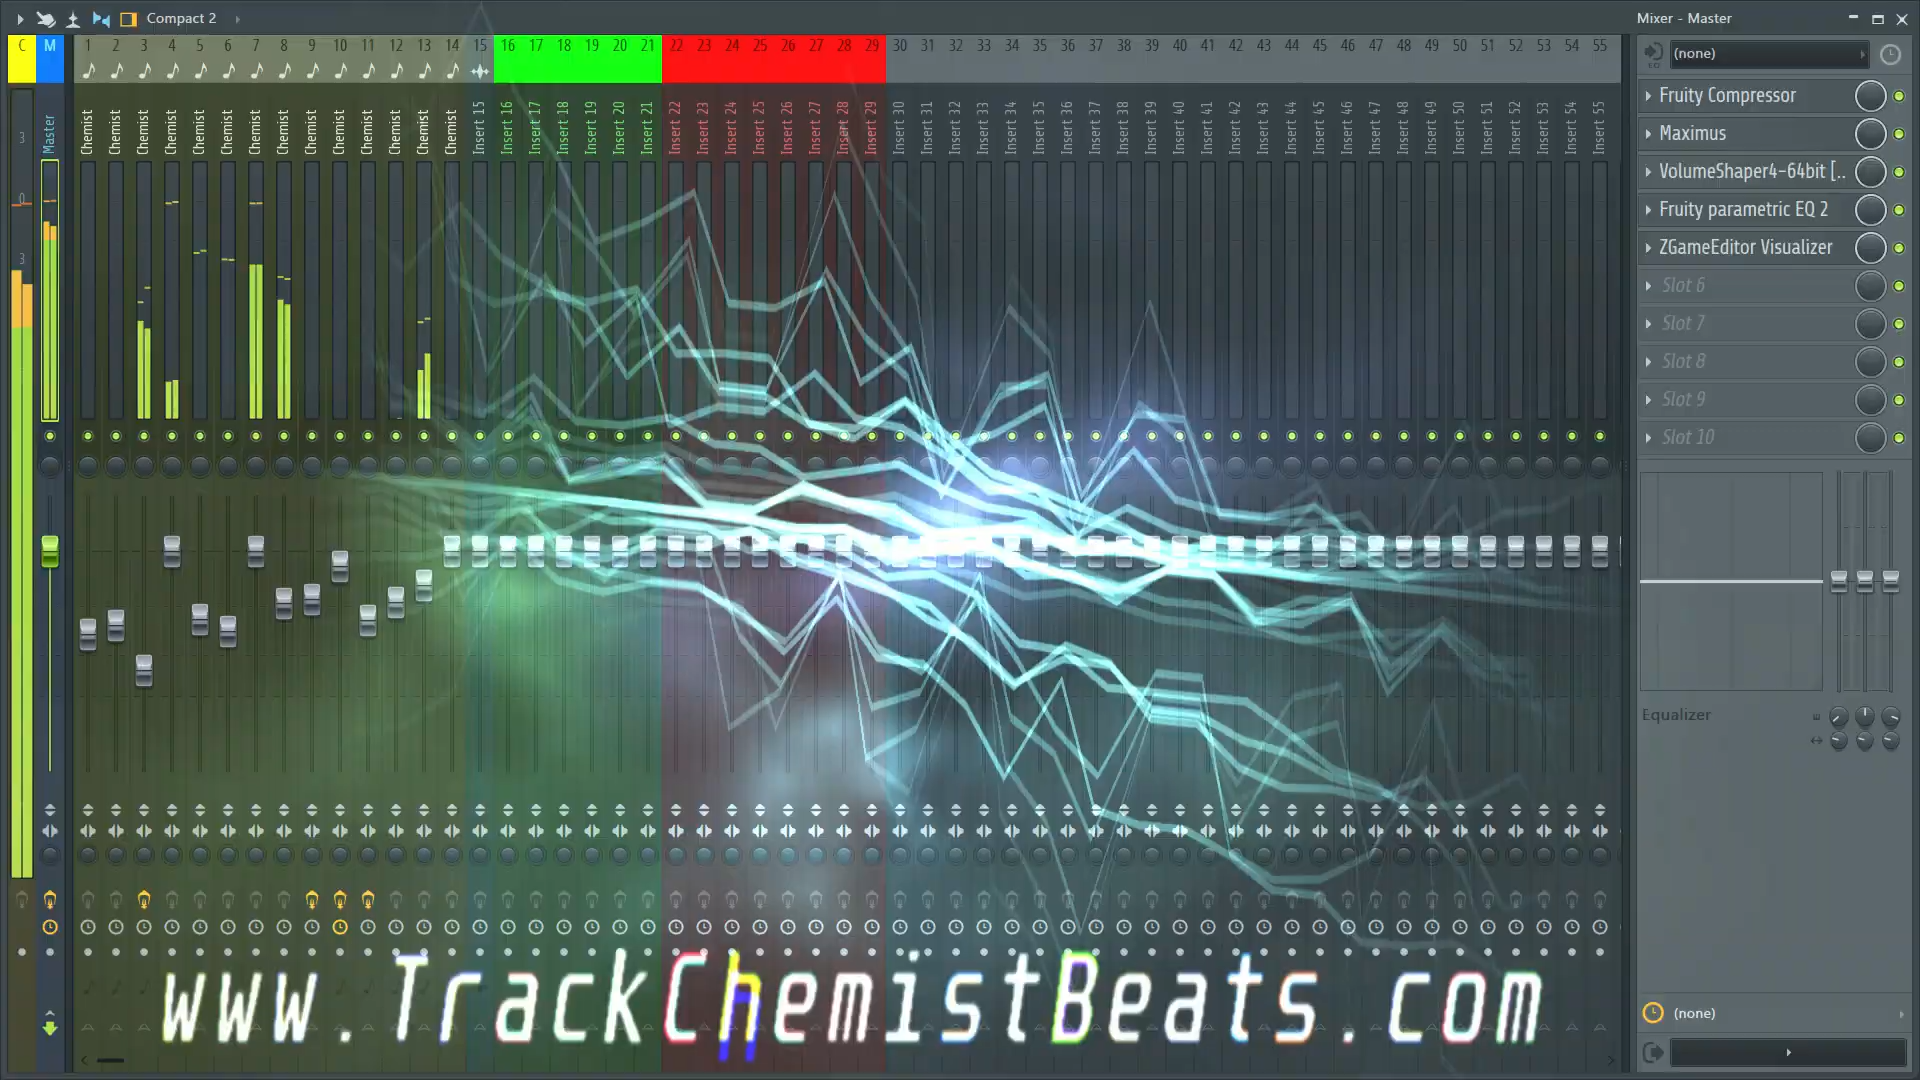 Compact 2
Mixer - Master
C M 1 2 3 4 5 6 7 8 9 10 11 12 13 14 15 16 17 18 19 20 21 22 23 24 25 26 27 28 29 30 31 32 33 34 35 36 37 38 39 40 41 42 43 44 45 46 47 48 49 50 51 52 53 54 55
(none)
EQ
Master Chemist Chemist Chemist Chemist Chemist Chemist Chemist Chemist Chemist Chemist Chemist Chemist Chemist Chemist Insert 15 Insert 16 Insert 17 Insert 18 Insert 19 Insert 20 Insert 21 Insert 22 Insert 23 Insert 24 Insert 25 Insert 26 Insert 27 Insert 28 Insert 29 Insert 30 Insert 31 Insert 32 Insert 33 Insert 34 Insert 35 Insert 36 Insert 37 Insert 38 Insert 39 Insert 40 Insert 41 Insert 42 Insert 43 Insert 44 Insert 45 Insert 46 Insert 47 Insert 48 Insert 49 Insert 50 Insert 51 Insert 52 Insert 53 Insert 54 Insert 55
3
0
3
Fruity Compressor
Maximus
VolumeShaper4-64bit [..
Fruity parametric EQ 2
ZGameEditor Visualizer
Slot 6
Slot 7
Slot 8
Slot 9
Slot 10
Equalizer
www.TrackChemistBeats.com
(none)